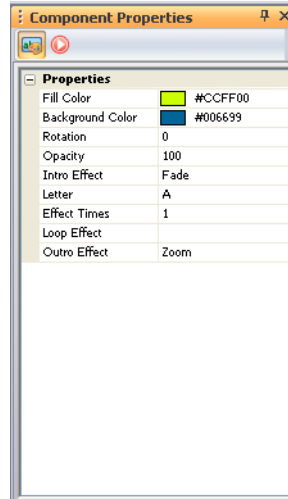 Component Properties
Properties
Fill Color #CCFF00
Background Color #006699
Rotation 0
Opacity 100
Intro Effect Fade
Letter A
Effect Times 1
Loop Effect
Outro Effect Zoom